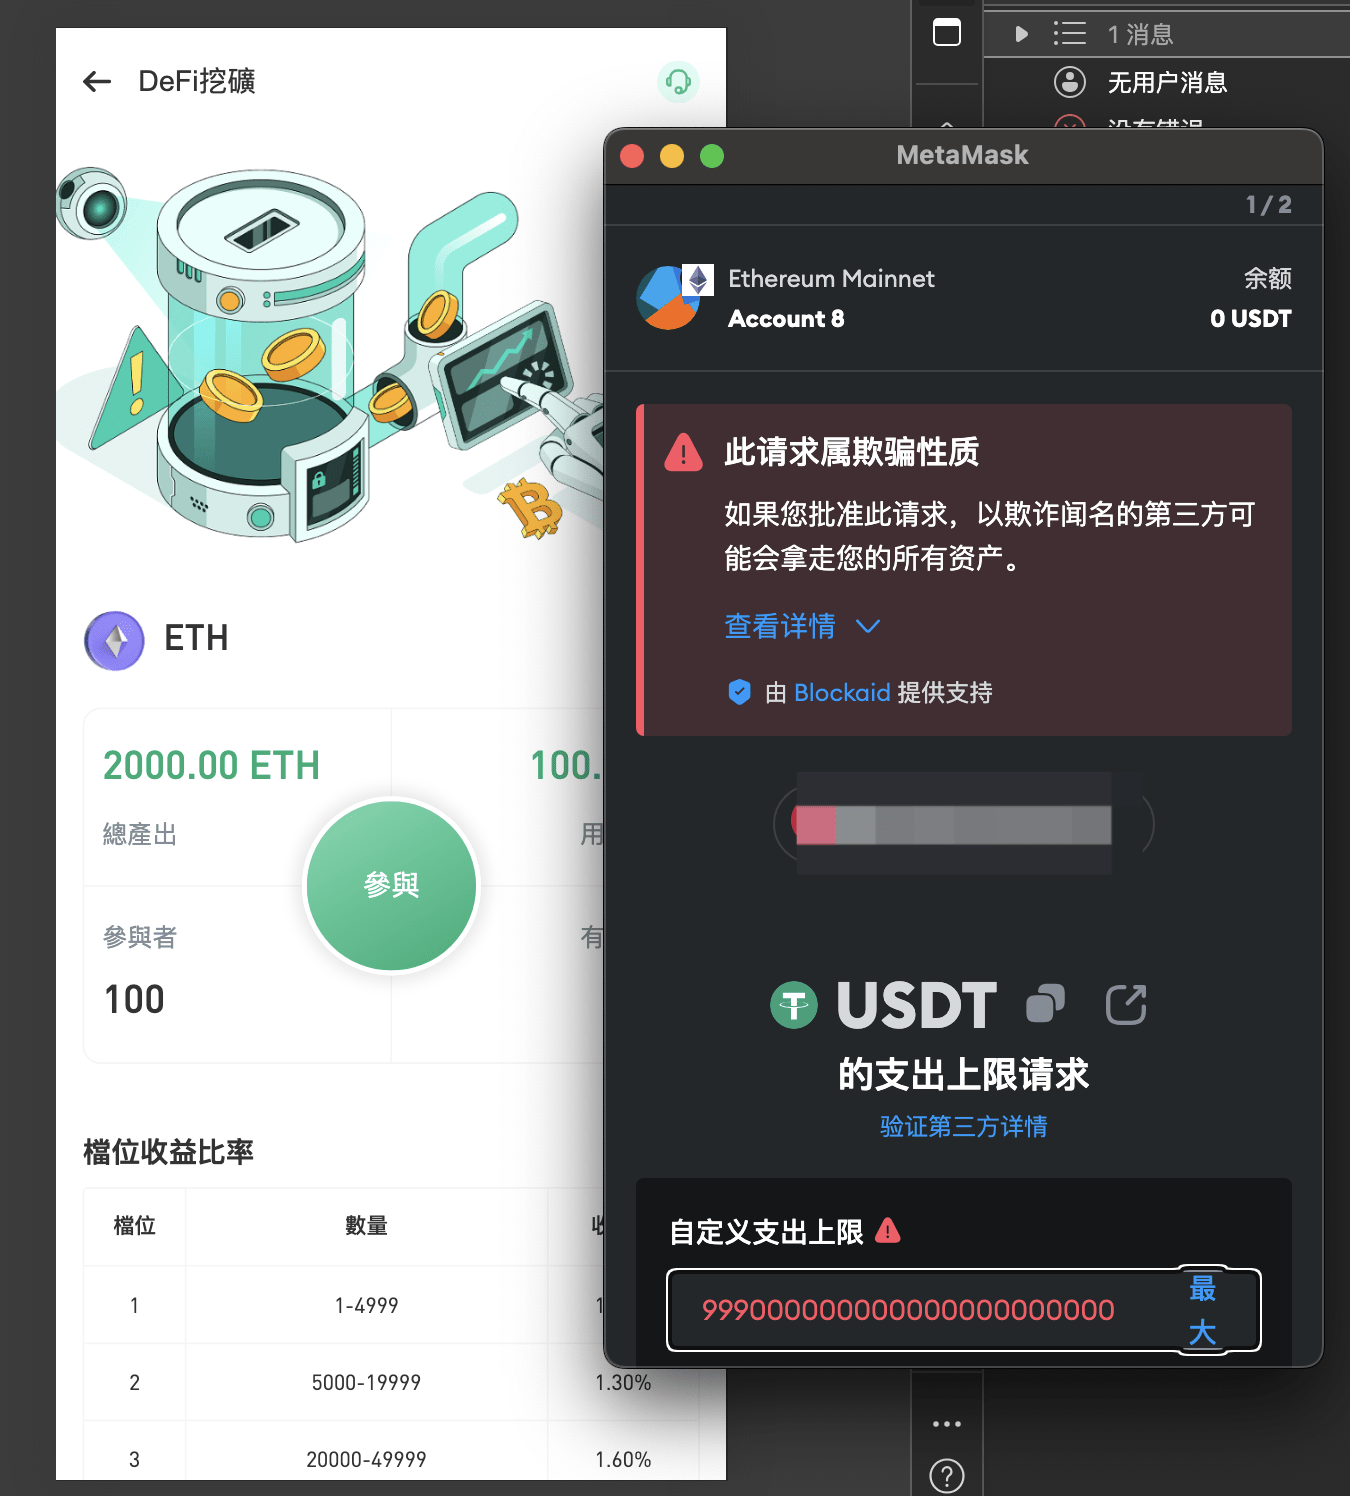 DeFi挖礦
ETH
2000.00 ETH
100.
總產出
用
參與
參與者
有
100
檔位收益比率
檔位
數量
收
1
1-4999
1
2
5000-19999
1.30%
3
20000-49999
1.60%
1 消息
无用户消息
没有错误
MetaMask
1 / 2
Ethereum Mainnet
余额
Account 8
0 USDT
此请求属欺骗性质
如果您批准此请求，以欺诈闻名的第三方可
能会拿走您的所有资产。
查看详情
由 Blockaid 提供支持
USDT
的支出上限请求
验证第三方详情
自定义支出上限
最
大